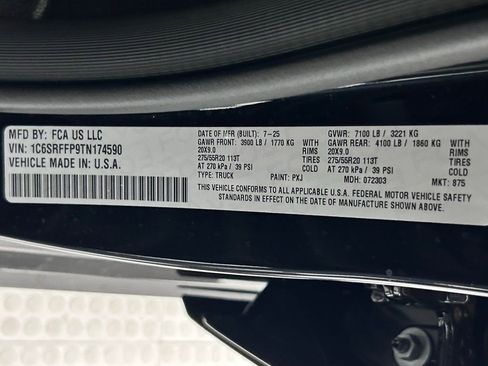 MFD BY: FCA US LLC
VIN: 1C6SRFFP9TN174590
VEHICLE MADE IN: U.S.A.
DATE OF MFR (BUILT): 7-25 GVWR: 7100 LB / 3221 KG
GAWR FRONT: 3900 LB / 1770 KG WITH GAWR REAR: 4100 LB / 1860 KG WITH
20X9.0 RIMS 20X9.0 RIMS
275/55R20 113T TIRES 275/55R20 113T TIRES
AT 270 kPa / 39 PSI COLD AT 270 kPa / 39 PSI COLD
TYPE: TRUCK PAINT: PXJ MDH: 072303 MKT: 875
THIS VEHICLE CONFORMS TO ALL APPLICABLE U.S.A. FEDERAL MOTOR VEHICLE SAFETY
STANDARDS IN EFFECT ON THE DATE OF MANUFACTURE SHOWN ABOVE.